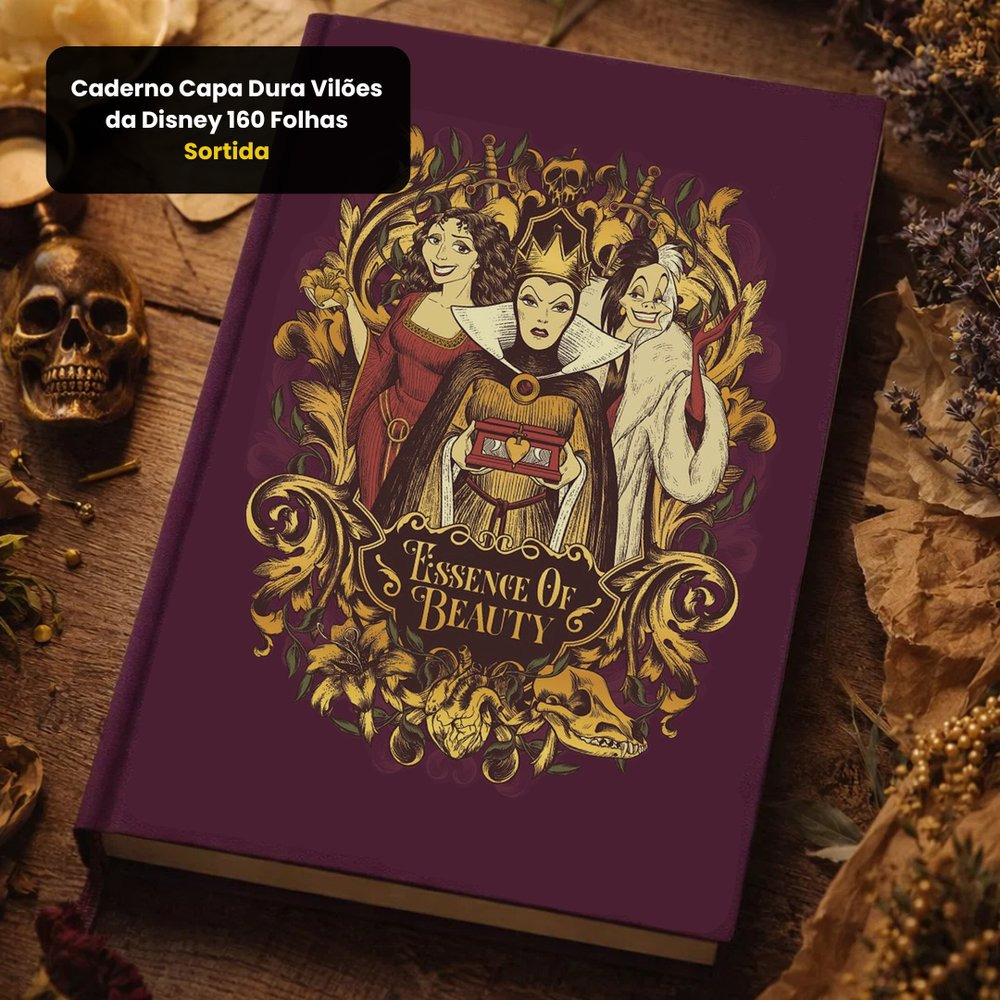 Caderno Capa Dura Vilões
da Disney 160 Folhas
Sortida
Essence Of
Beauty